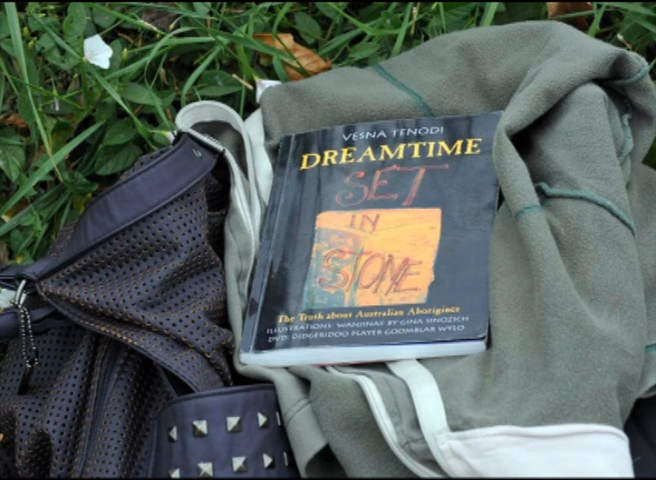 VESNA TENODI
DREAMTIME
SET
IN
STONE
The Truth about Australian Aborigines
ILLUSTRATIONS: WANJINAS BY GINA SINOZICH
DVD: DIDGERIDOO PLAYER GOOMBLAR WYLO